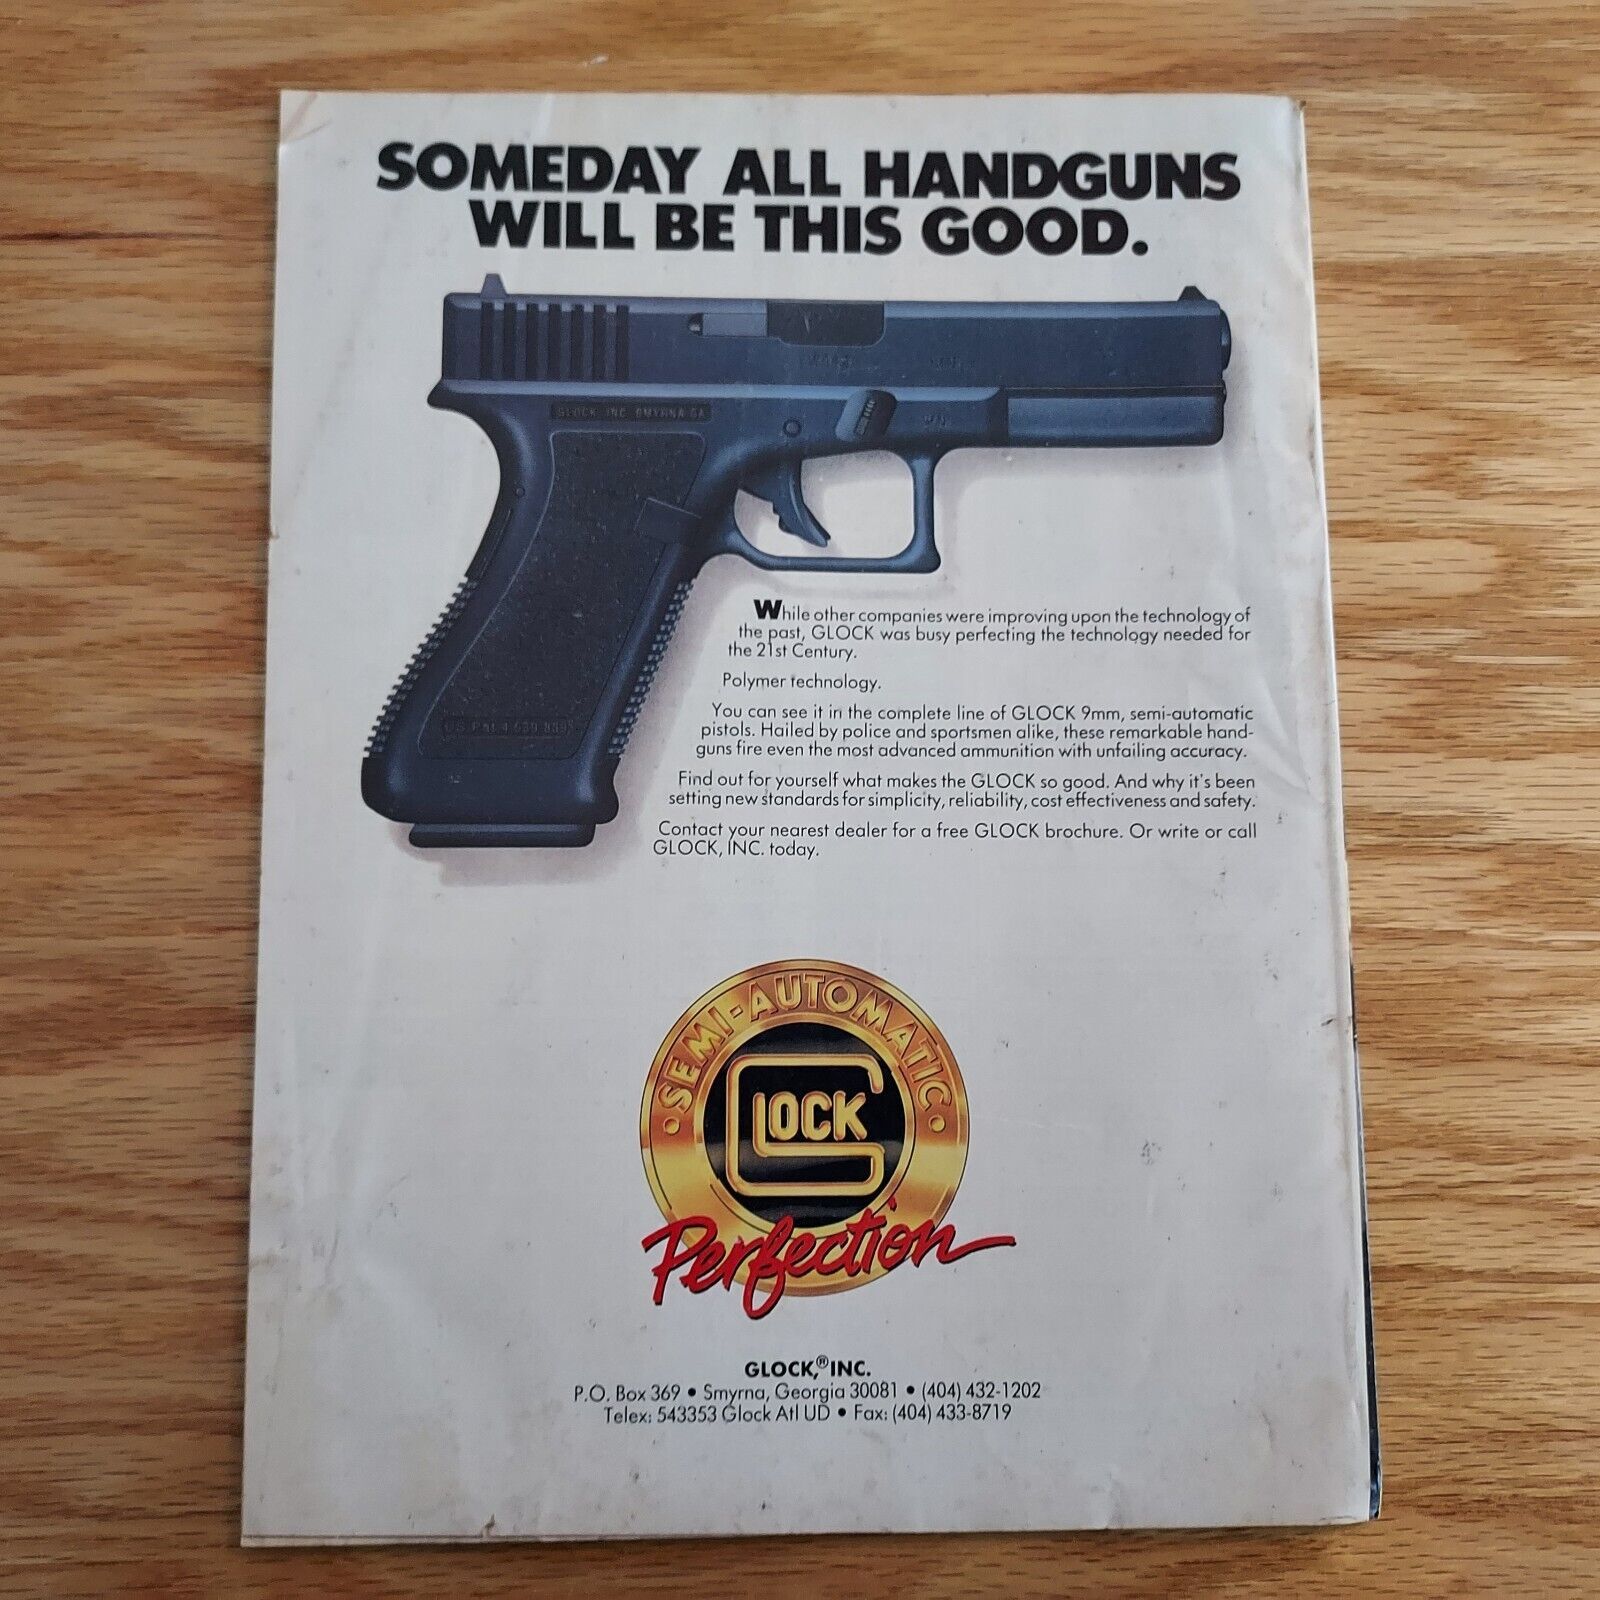 SOMEDAY ALL HANDGUNS
WILL BE THIS GOOD.
GLOCK, INC. SMYRNA GA.
While other companies were improving upon the technology of
the past, GLOCK was busy perfecting the technology needed for
the 21st Century.
Polymer technology.
You can see it in the complete line of GLOCK 9mm, semi-automatic
pistols. Hailed by police and sportsmen alike, these remarkable hand-
guns fire even the most advanced ammunition with unfailing accuracy.
Find out for yourself what makes the GLOCK so good. And why it's been
setting new standards for simplicity, reliability, cost effectiveness and safety.
Contact your nearest dealer for a free GLOCK brochure. Or write or call
GLOCK, INC. today.
U.S. Pat.
SEMI-AUTOMATIC
GLOCK
Perfection
GLOCK,® INC.
P.O. Box 369 • Smyrna, Georgia 30081 • (404) 432-1202
Telex: 543353 Glock Atl UD • Fax: (404) 433-8719